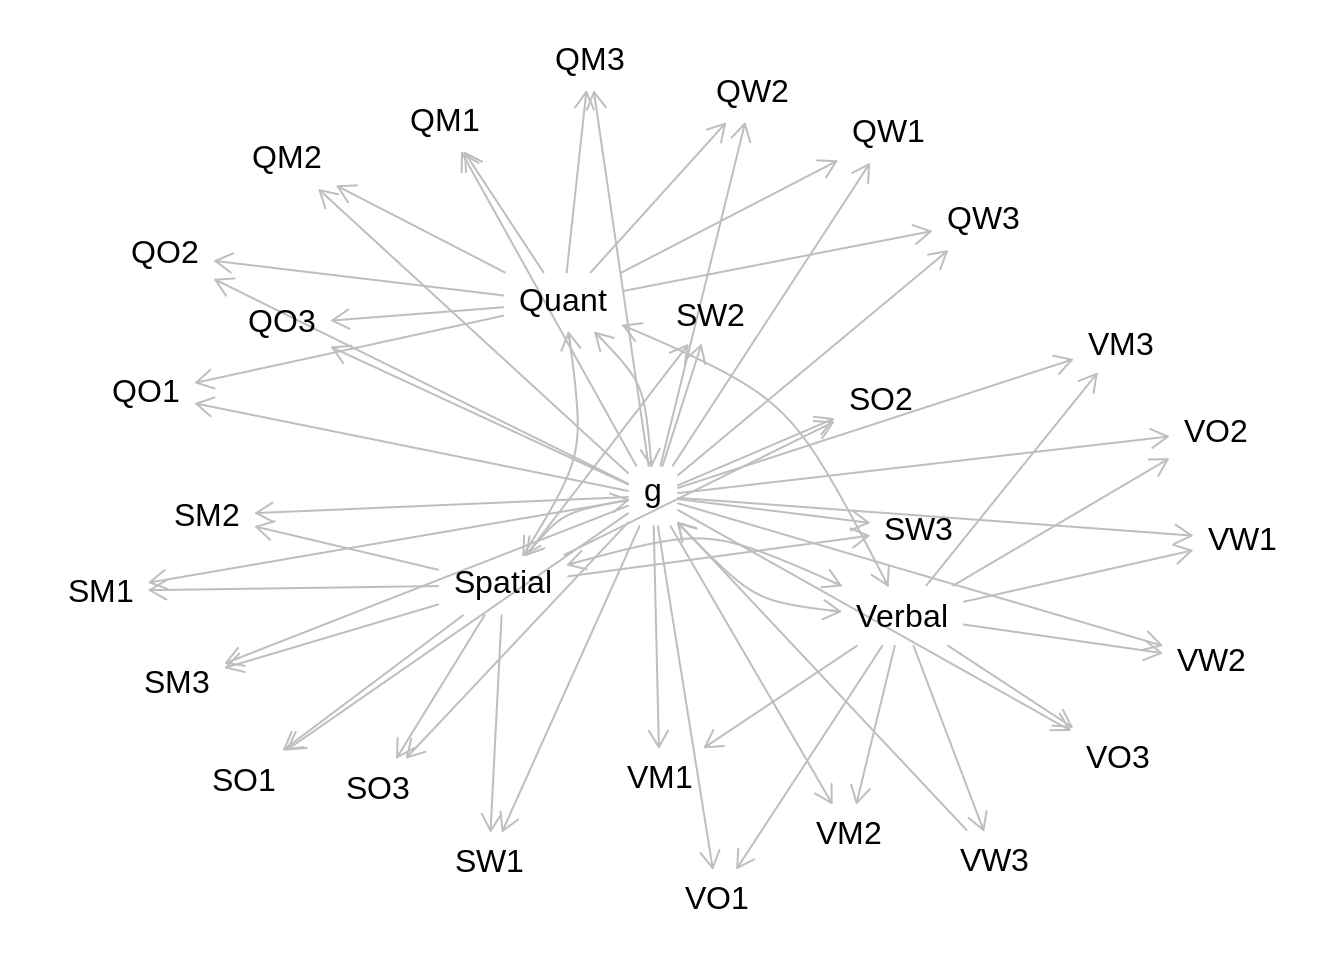 QM3
QW2
QM1
QW1
QM2
QW3
QO2
Quant
SW2
QO3
VM3
QO1
SO2
VO2
g
SM2
SW3
VW1
Spatial
SM1
Verbal
VW2
SM3
VO3
SO1
VM1
SO3
VM2
SW1
VW3
VO1